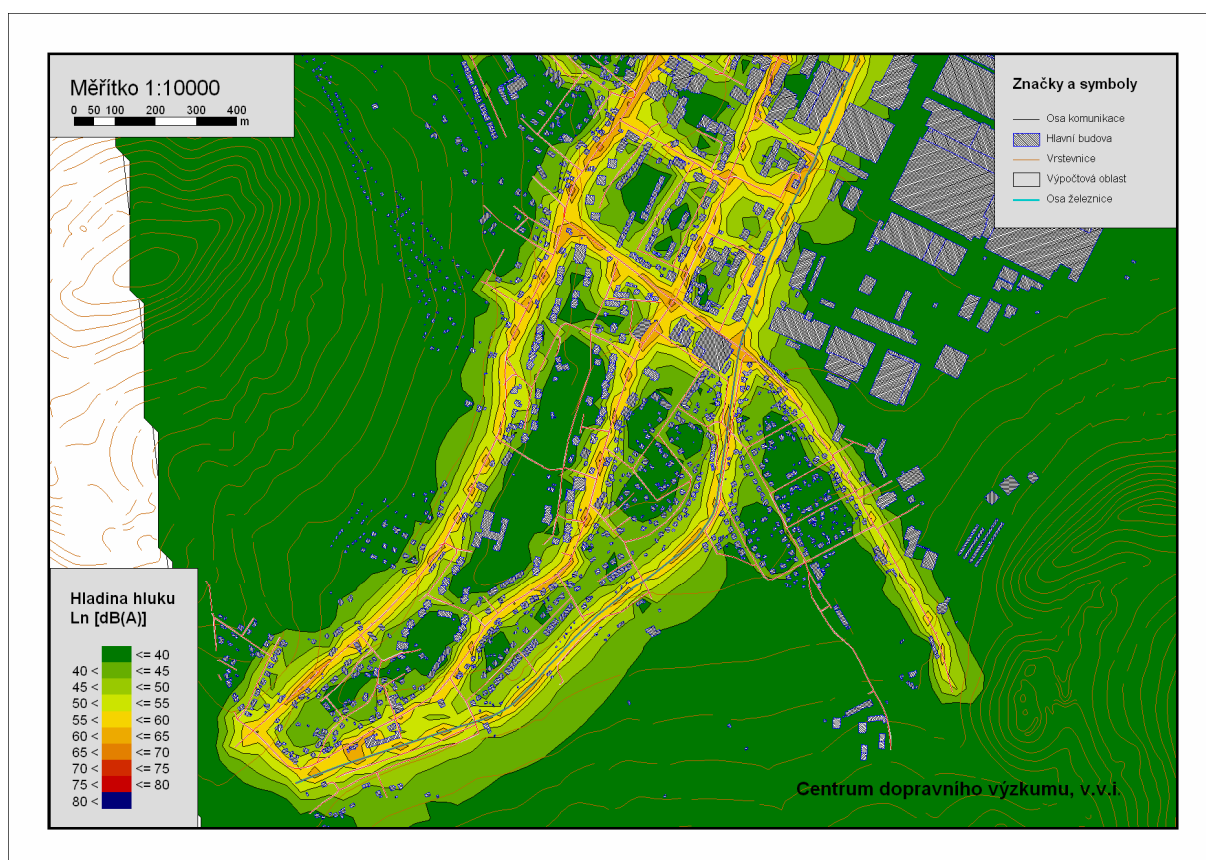 Měřítko 1:10000
0 50 100 200 300 400
m
Značky a symboly
Osa komunikace
Hlavní budova
Vrstevnice
Výpočtová oblast
Osa železnice
Hladina hluku
Ln [dB(A)]
<= 40
40 < <= 45
45 < <= 50
50 < <= 55
55 < <= 60
60 < <= 65
65 < <= 70
70 < <= 75
75 < <= 80
80 <
Centrum dopravního výzkumu, v.v.i.